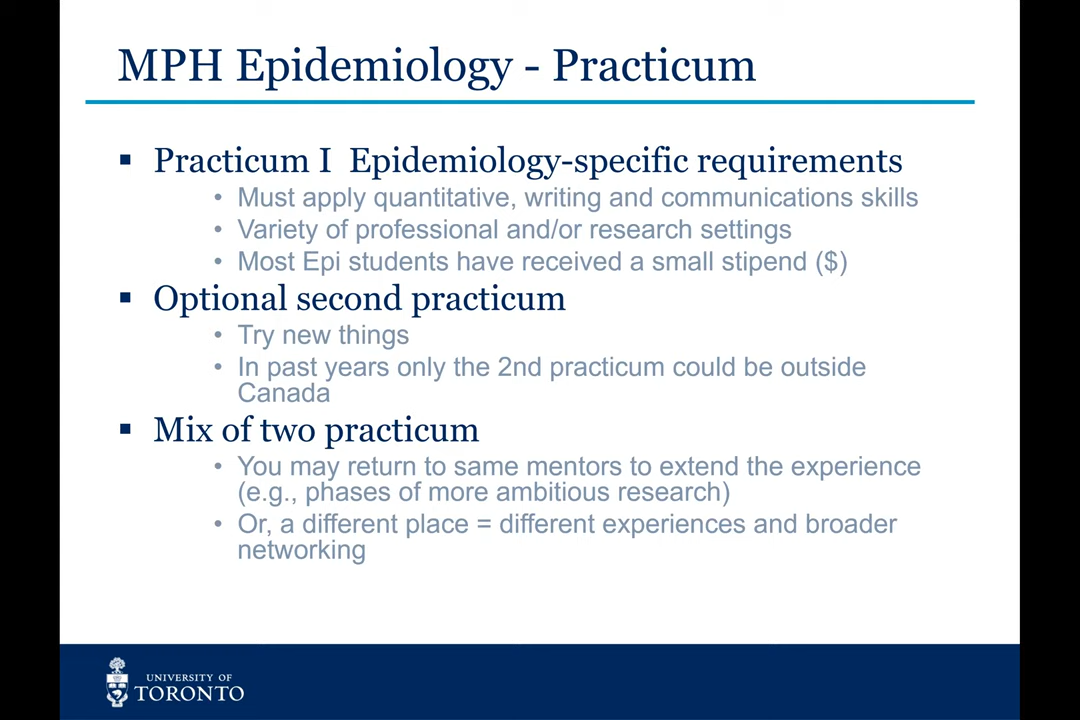 MPH Epidemiology - Practicum
▪ Practicum I  Epidemiology-specific requirements
• Must apply quantitative, writing and communications skills
• Variety of professional and/or research settings
• Most Epi students have received a small stipend ($)
▪ Optional second practicum
• Try new things
• In past years only the 2nd practicum could be outside
Canada
▪ Mix of two practicum
• You may return to same mentors to extend the experience
(e.g., phases of more ambitious research)
• Or, a different place = different experiences and broader
networking
UNIVERSITY OF
TORONTO